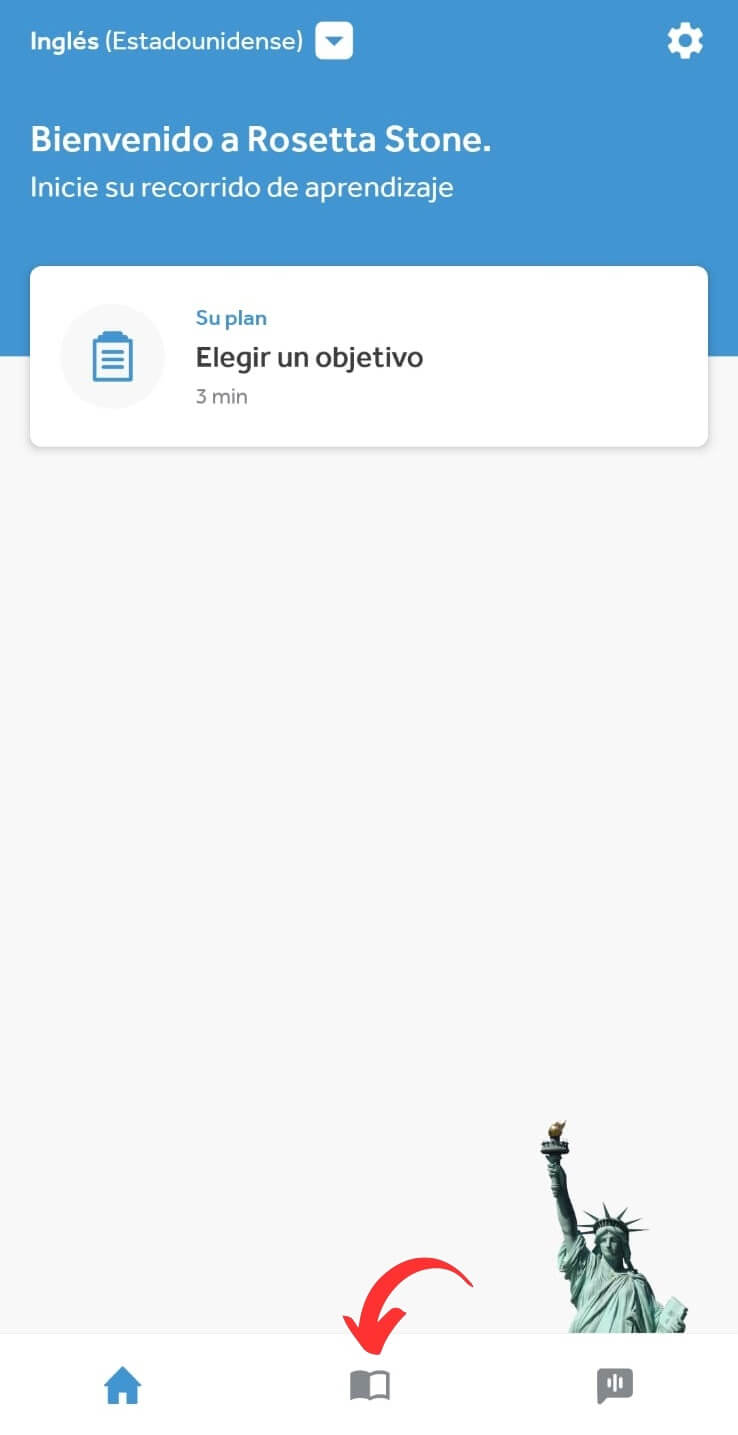 Inglés (Estadounidense)
Bienvenido a Rosetta Stone.
Inicie su recorrido de aprendizaje
Su plan
Elegir un objetivo
3 min